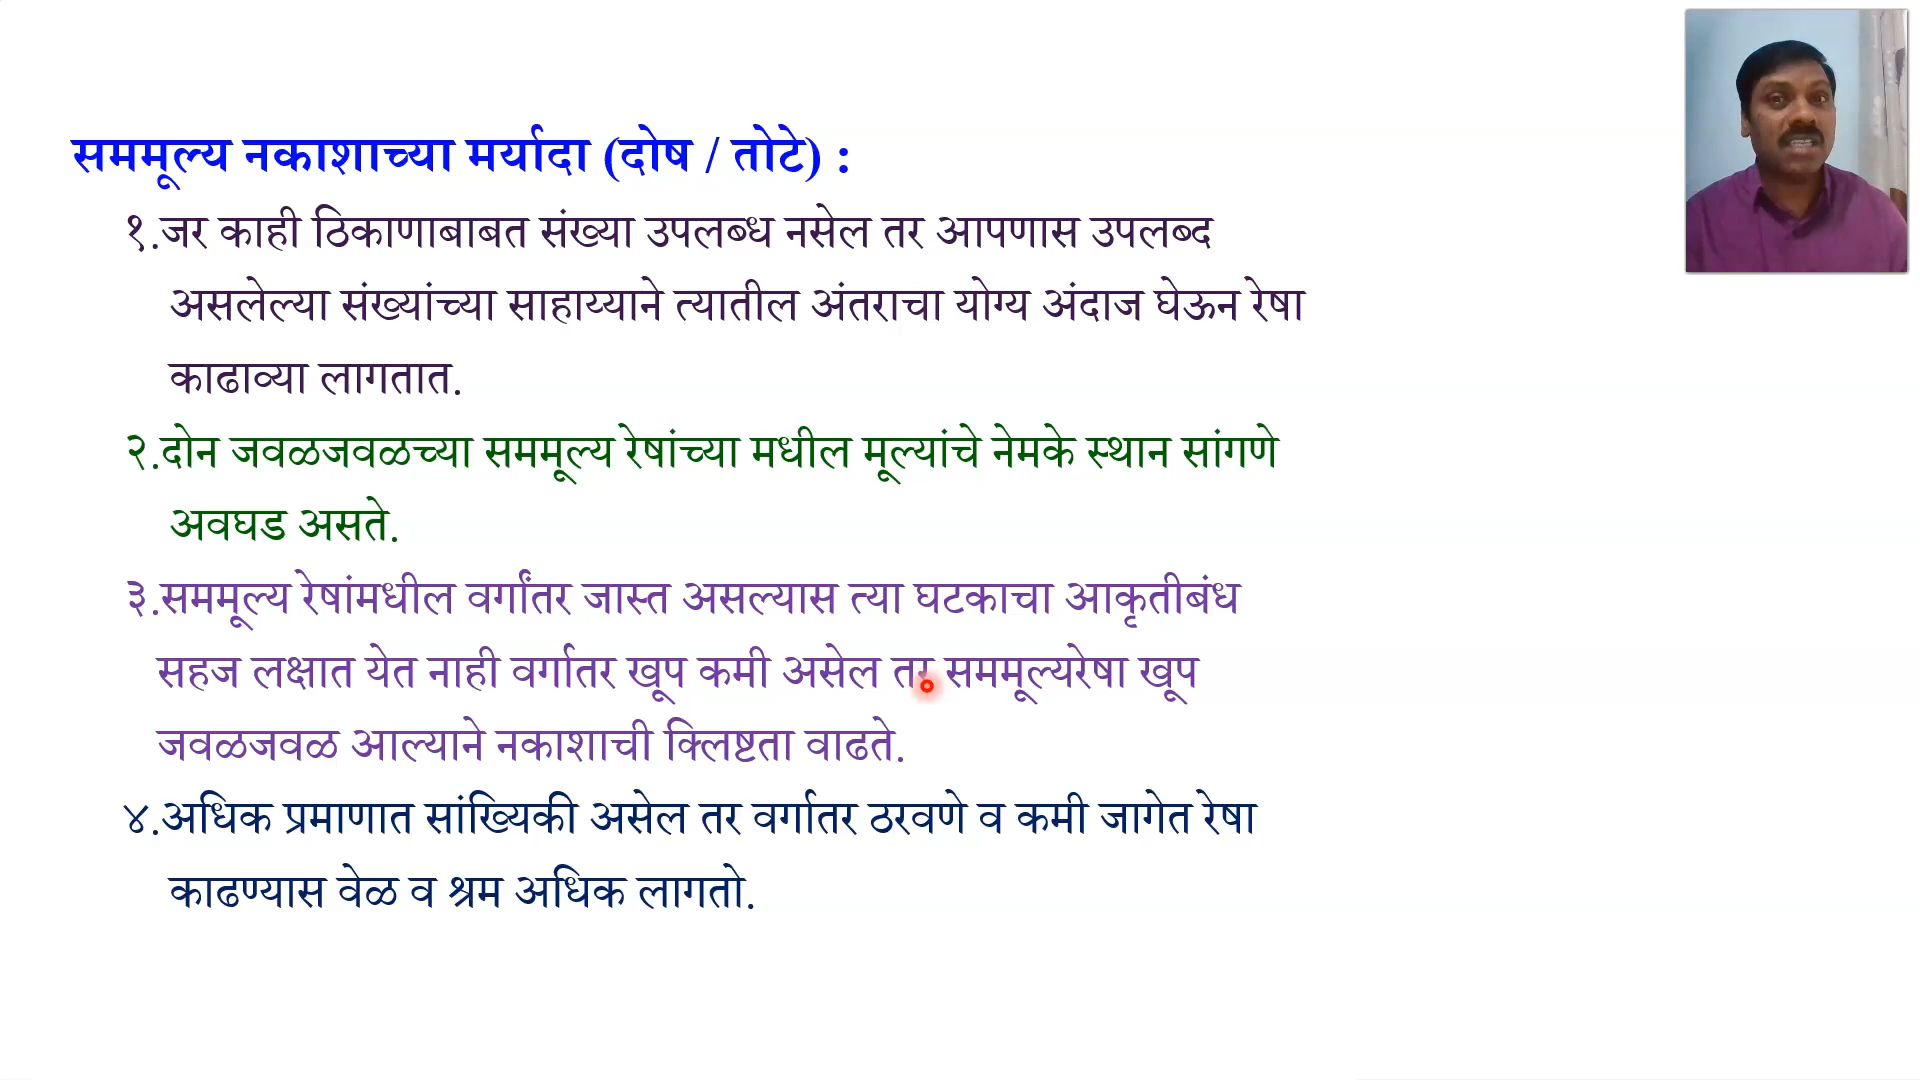 सममूल्य नकाशाच्या मर्यादा (दोष / तोटे) :
१.जर काही ठिकाणाबाबत संख्या उपलब्ध नसेल तर आपणास उपलब्द
असलेल्या संख्यांच्या साहाय्याने त्यातील अंतराचा योग्य अंदाज घेऊन रेषा
काढाव्या लागतात.
२.दोन जवळजवळच्या सममूल्य रेषांच्या मधील मूल्यांचे नेमके स्थान सांगणे
अवघड असते.
३.सममूल्य रेषांमधील वर्गांतर जास्त असल्यास त्या घटकाचा आकृतीबंध
सहज लक्षात येत नाही वर्गातर खूप कमी असेल तर सममूल्यरेषा खूप
जवळजवळ आल्याने नकाशाची क्लिष्टता वाढते.
४.अधिक प्रमाणात सांख्यिकी असेल तर वर्गातर ठरवणे व कमी जागेत रेषा
काढण्यास वेळ व श्रम अधिक लागतो.